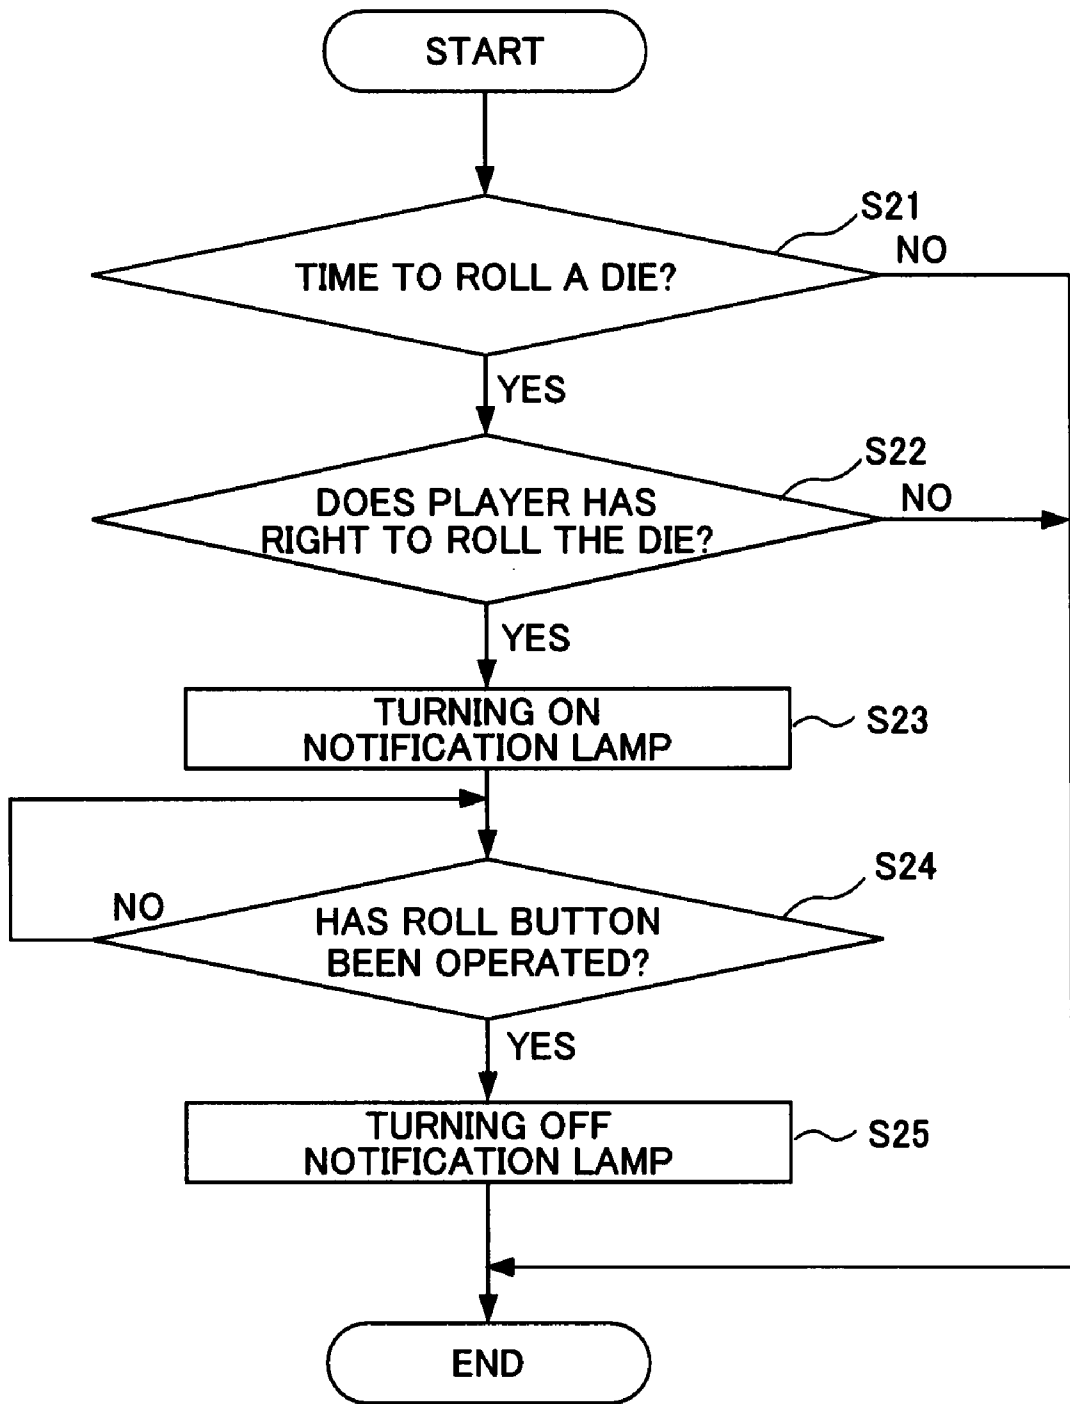 START
S21
NO
TIME TO ROLL A DIE?
YES
S22
NO
DOES PLAYER HAS
RIGHT TO ROLL THE DIE?
YES
TURNING ON
NOTIFICATION LAMP
S23
S24
NO
HAS ROLL BUTTON
BEEN OPERATED?
YES
TURNING OFF
NOTIFICATION LAMP
S25
END